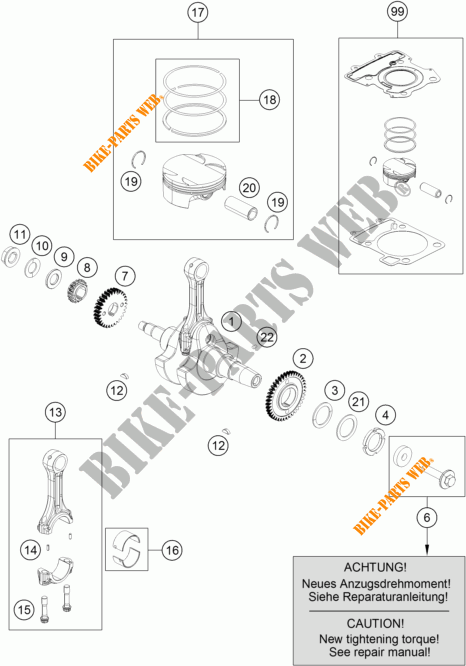 17
99
18
BIKE-PARTS WEB.
19
20
19
11
10
9
8
7
1
22
2
BIKE-PARTS WEB
12
3
21
4
13
12
BIKE-PARTS WEB.
14
16
6
15
ACHTUNG!
Neues Anzugsdrehmoment!
Siehe Reparaturanleitung!
CAUTION!
New tightening torque!
See repair manual!